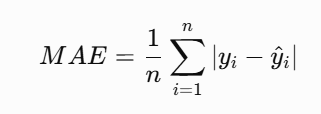 MAE = \frac{1}{n} \sum_{i=1}^{n} |y_i - \hat{y}_i|